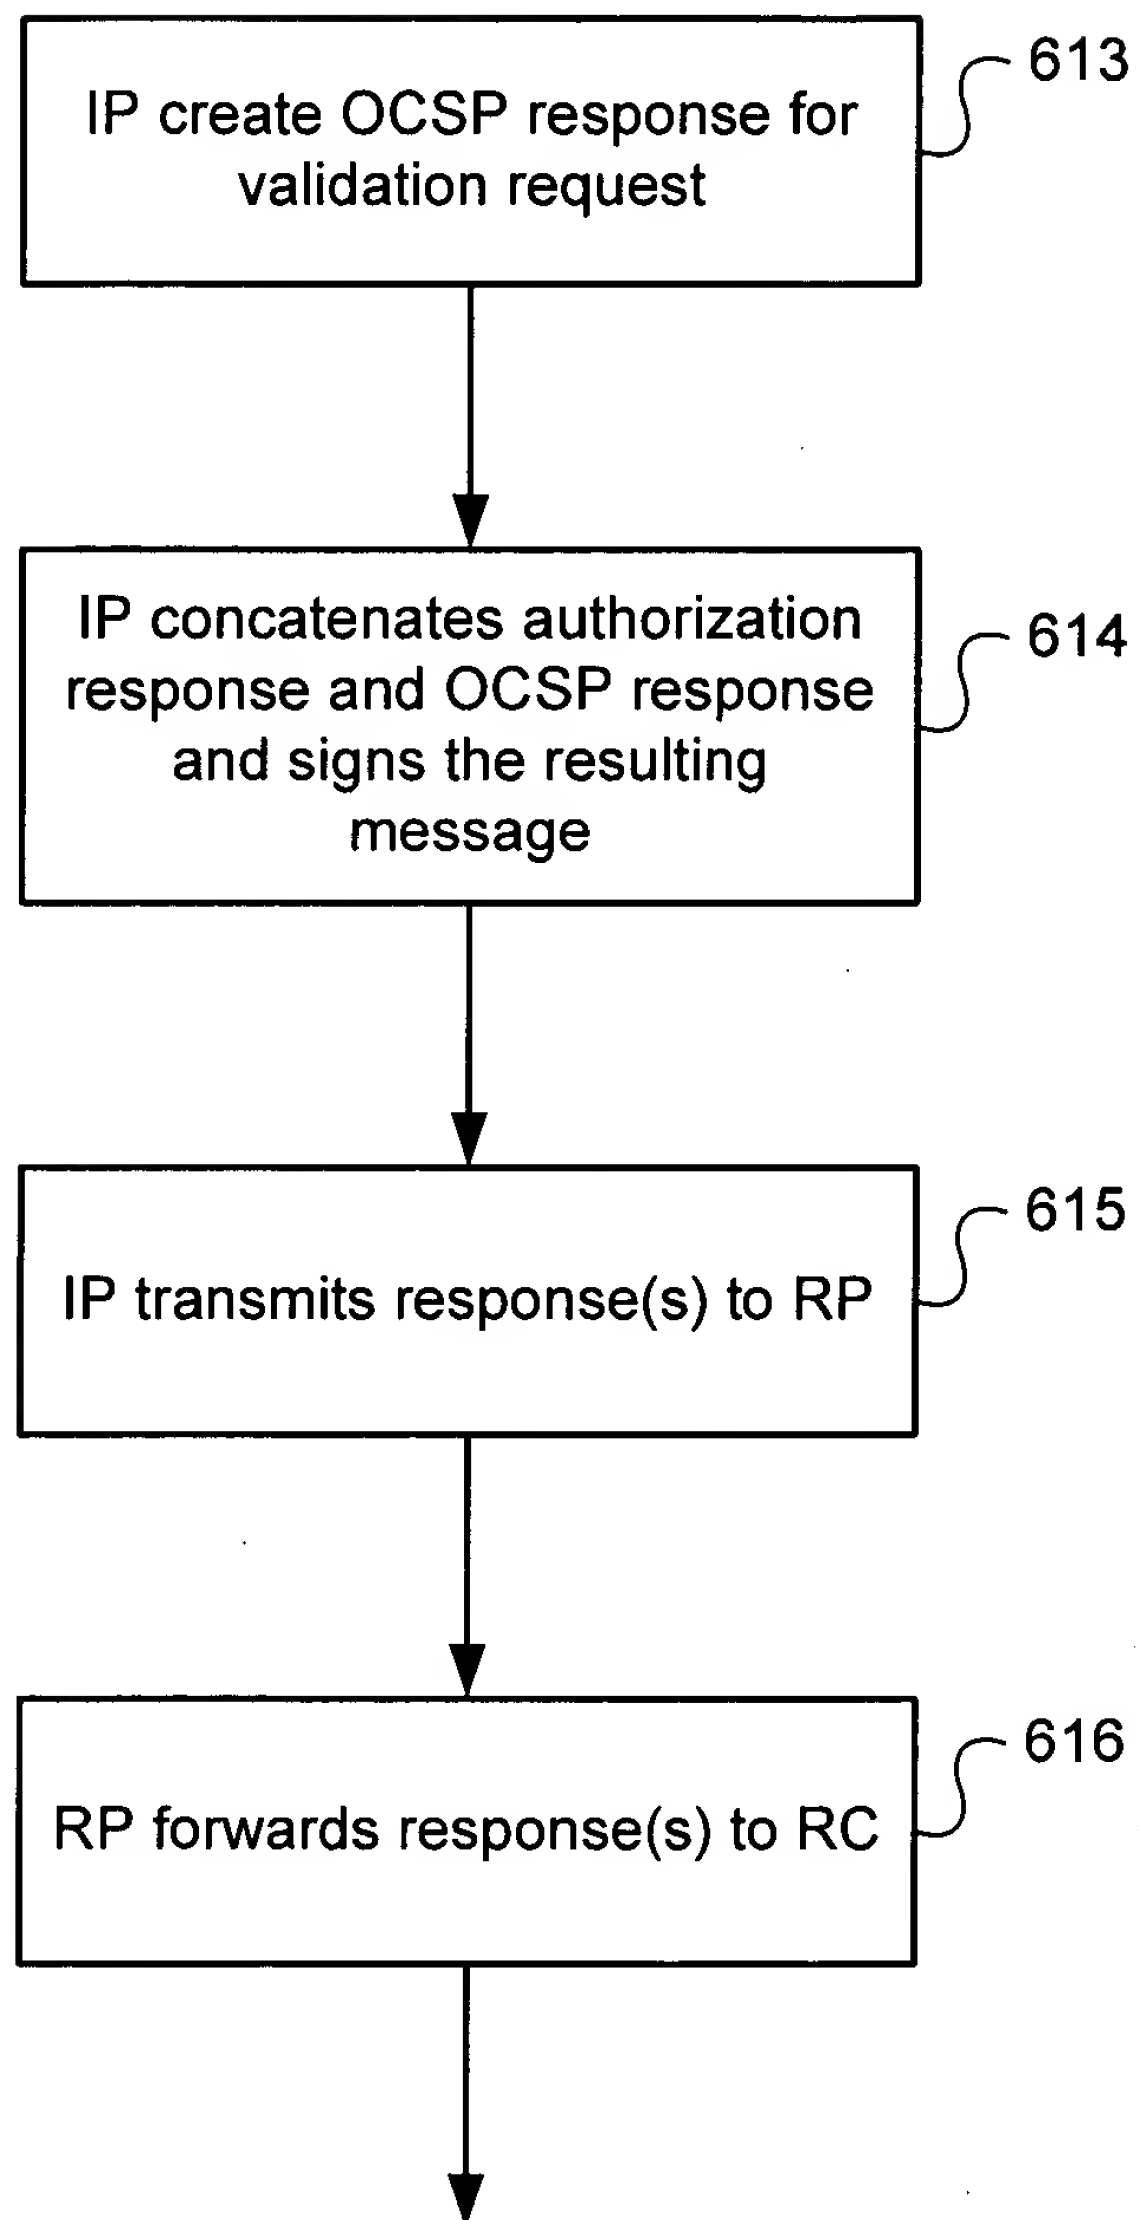 IP create OCSP response for
validation request
613
IP concatenates authorization
response and OCSP response
and signs the resulting
message
614
IP transmits response(s) to RP
615
RP forwards response(s) to RC
616